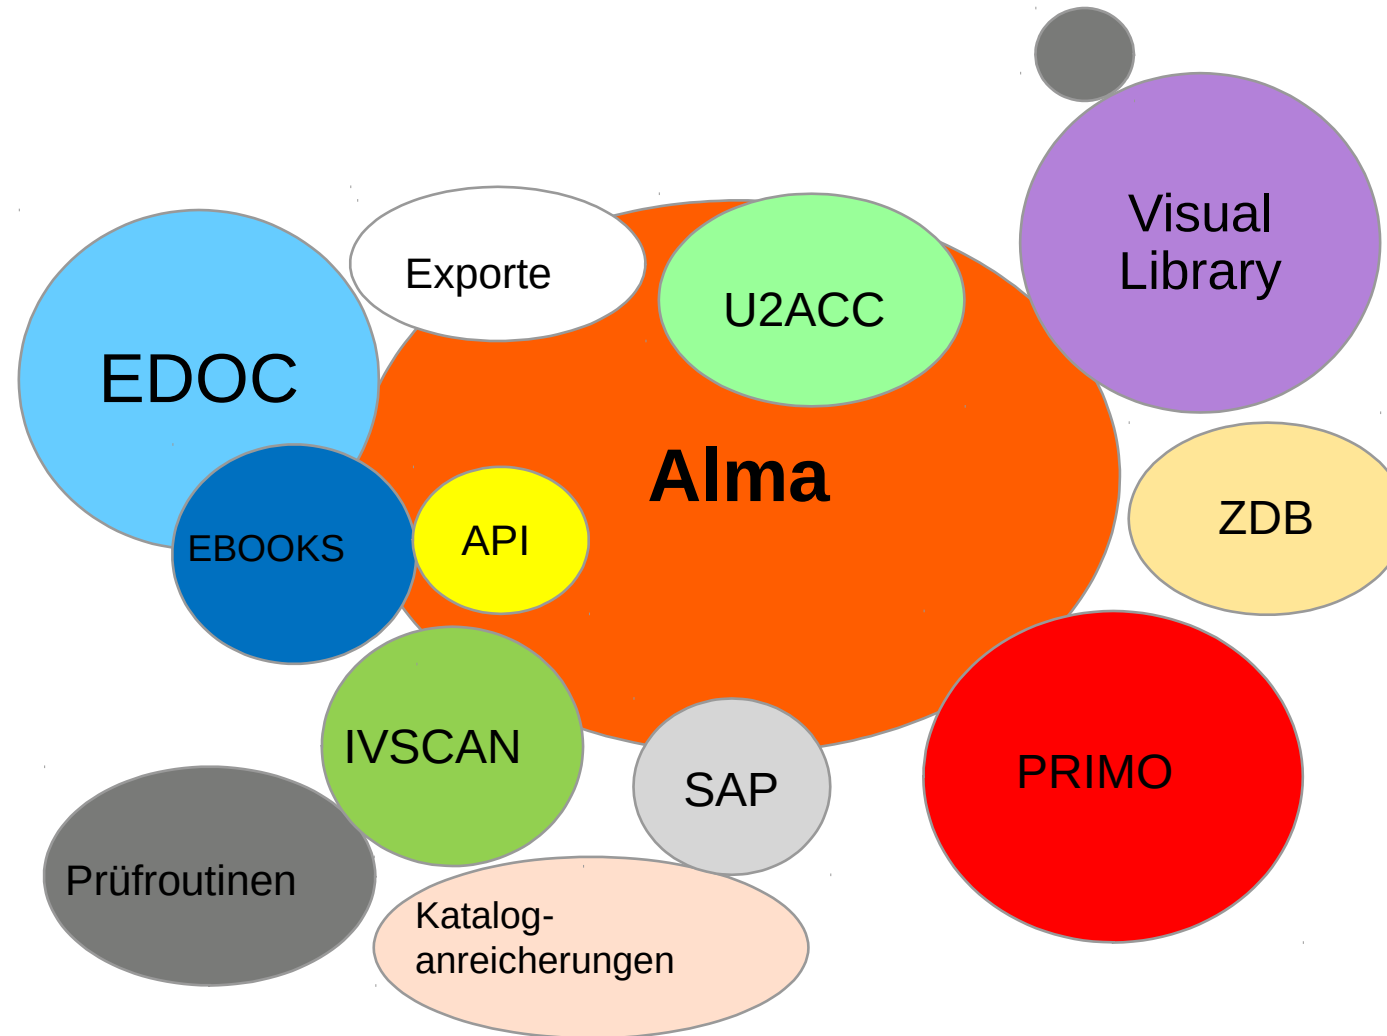 Visual
Library
Exporte
U2ACC
EDOC
Alma
ZDB
EBOOKS
API
IVSCAN
SAP
PRIMO
Prüfroutinen
Katalog-
anreicherungen